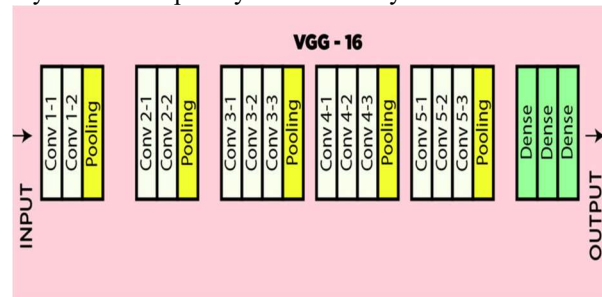 VGG - 16
INPUT
Conv 1-1
Conv 1-2
Pooling
Conv 2-1
Conv 2-2
Pooling
Conv 3-1
Conv 3-2
Conv 3-3
Pooling
Conv 4-1
Conv 4-2
Conv 4-3
Pooling
Conv 5-1
Conv 5-2
Conv 5-3
Pooling
Dense
Dense
Dense
OUTPUT